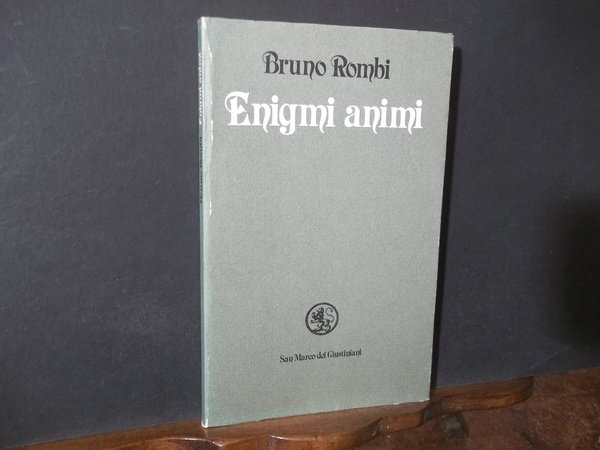 Bruno Rombi
Enigmi animi
San Marco dei Giustiniani